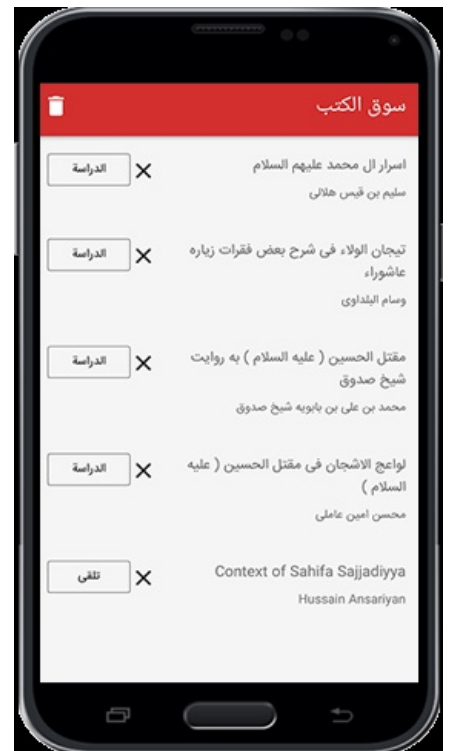 سوق الكتب
اسرار ال محمد عليهم السلام
سليم بن قيس هلالى
الدراسة
تيجان الولاء فى شرح بعض فقرات زياره
عاشوراء
وسام البلداوى
الدراسة
مقتل الحسين ( عليه السلام ) به روايت
شيخ صدوق
محمد بن على بن بابويه شيخ صدوق
الدراسة
لواعج الاشجان فى مقتل الحسين ( عليه
السلام )
محسن امين عاملى
الدراسة
Context of Sahifa Sajjadiyya
Hussain Ansariyan
تلقى